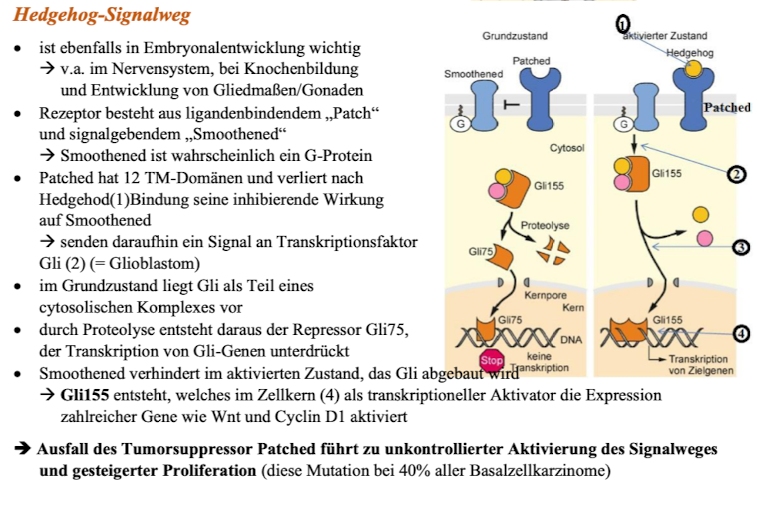 Hedgehog-Signalweg
• ist ebenfalls in Embryonalentwicklung wichtig
→ v.a. im Nervensystem, bei Knochenbildung
und Entwicklung von Gliedmaßen/Gonaden
• Rezeptor besteht aus ligandenbindendem „Patch“
und signalgebendem „Smoothened“
→ Smoothened ist wahrscheinlich ein G-Protein
• Patched hat 12 TM-Domänen und verliert nach
Hedgehod(1)Bindung seine inhibierende Wirkung
auf Smoothened
→ senden daraufhin ein Signal an Transkriptionsfaktor
Gli (2) (= Glioblastom)
• im Grundzustand liegt Gli als Teil eines
cytosolischen Komplexes vor
• durch Proteolyse entsteht daraus der Repressor Gli75,
der Transkription von Gli-Genen unterdrückt
• Smoothened verhindert im aktivierten Zustand, das Gli abgebaut wird
→ Gli155 entsteht, welches im Zellkern (4) als transkriptioneller Aktivator die Expression
zahlreicher Gene wie Wnt und Cyclin D1 aktiviert
➔ Ausfall des Tumorsuppressor Patched führt zu unkontrollierter Aktivierung des Signalweges
und gesteigerter Proliferation (diese Mutation bei 40% aller Basalzellkarzinome)
Grundzustand
Smoothened
Patched
G
Cytosol
Gli155
Proteolyse
Gli75
Kernpore
Kern
Gli75
DNA
Stop
keine
Transkription
1
aktivierter Zustand
Hedgehog
Patched
G
Gli155
2
3
Gli155
4
Transkription
von Zielgenen